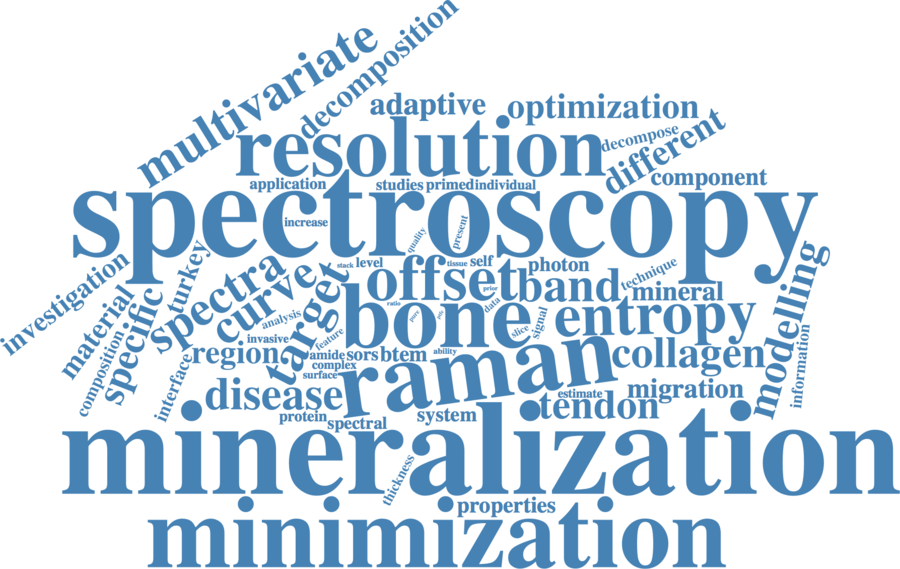 multivariate
decomposition
adaptive
optimization
resolution
decompose
different
application
studies
primed
individual
component
spectroscopy
increase
quality
present
investigation
turkey
spectra
stack
level
tissue
self
photon
technique
modelling
material
specific
curve
target
offset
prior
band
mineral
composition
analysis
ratio
bone
data
signal
entropy
invasive
feature
slice
interface
region
amide
sors
btem
ability
raman
collagen
information
complex
surface
disease
estimate
migration
protein
spectral
system
tendon
mineralization
thickness
properties
minimization